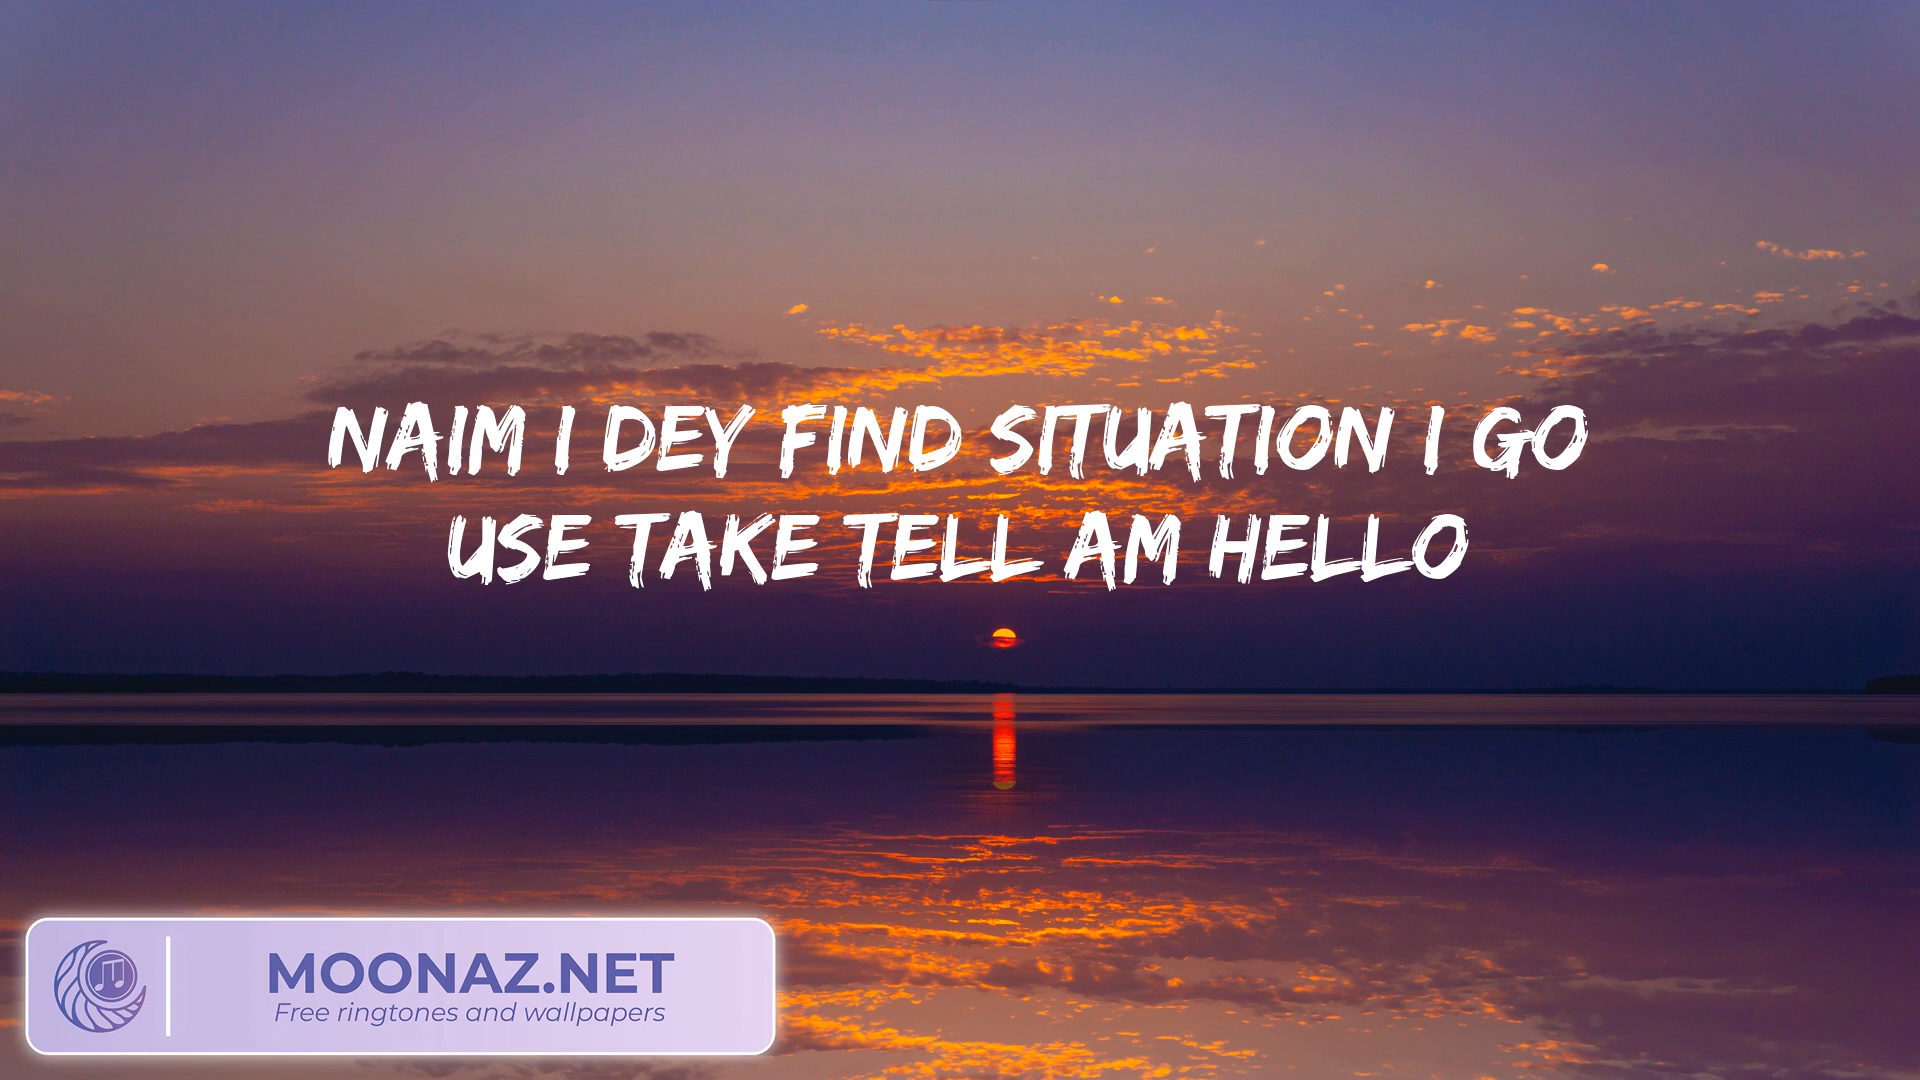 NAIM I DEY FIND SITUATION I GO
USE TAKE TELL AM HELLO
MOONAZ.NET
Free ringtones and wallpapers